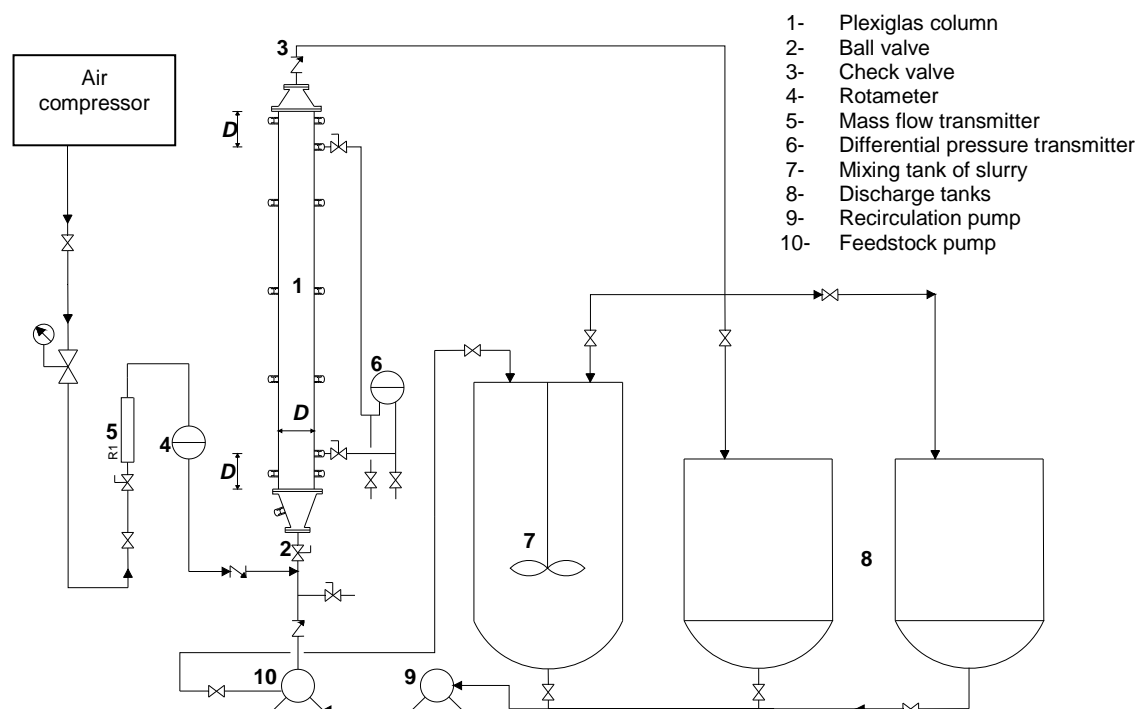 Air
compressor
1- Plexiglas column
2- Ball valve
3- Check valve
4- Rotameter
5- Mass flow transmitter
6- Differential pressure transmitter
7- Mixing tank of slurry
8- Discharge tanks
9- Recirculation pump
10- Feedstock pump
3
D
1
6
D
5
R1
4
D
2
7
8
10
9